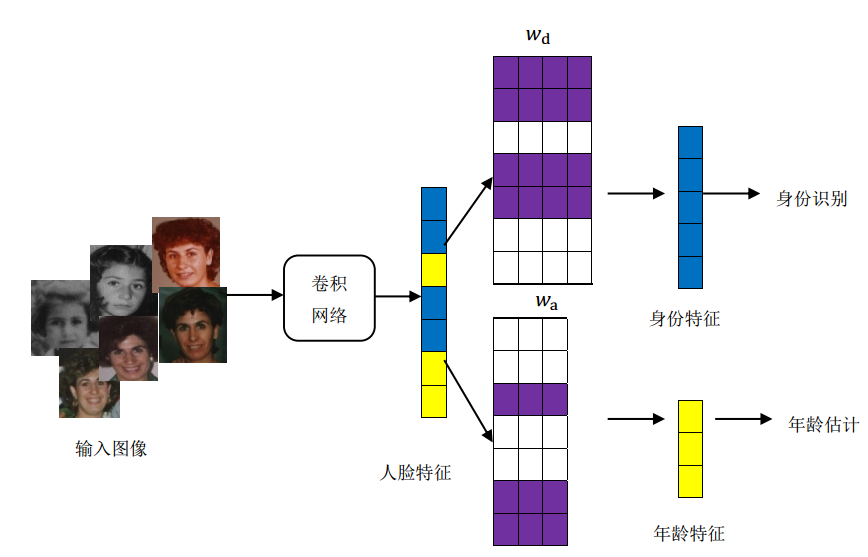 w_d
身份识别
卷积
网络
w_a
身份特征
年龄估计
输入图像
人脸特征
年龄特征